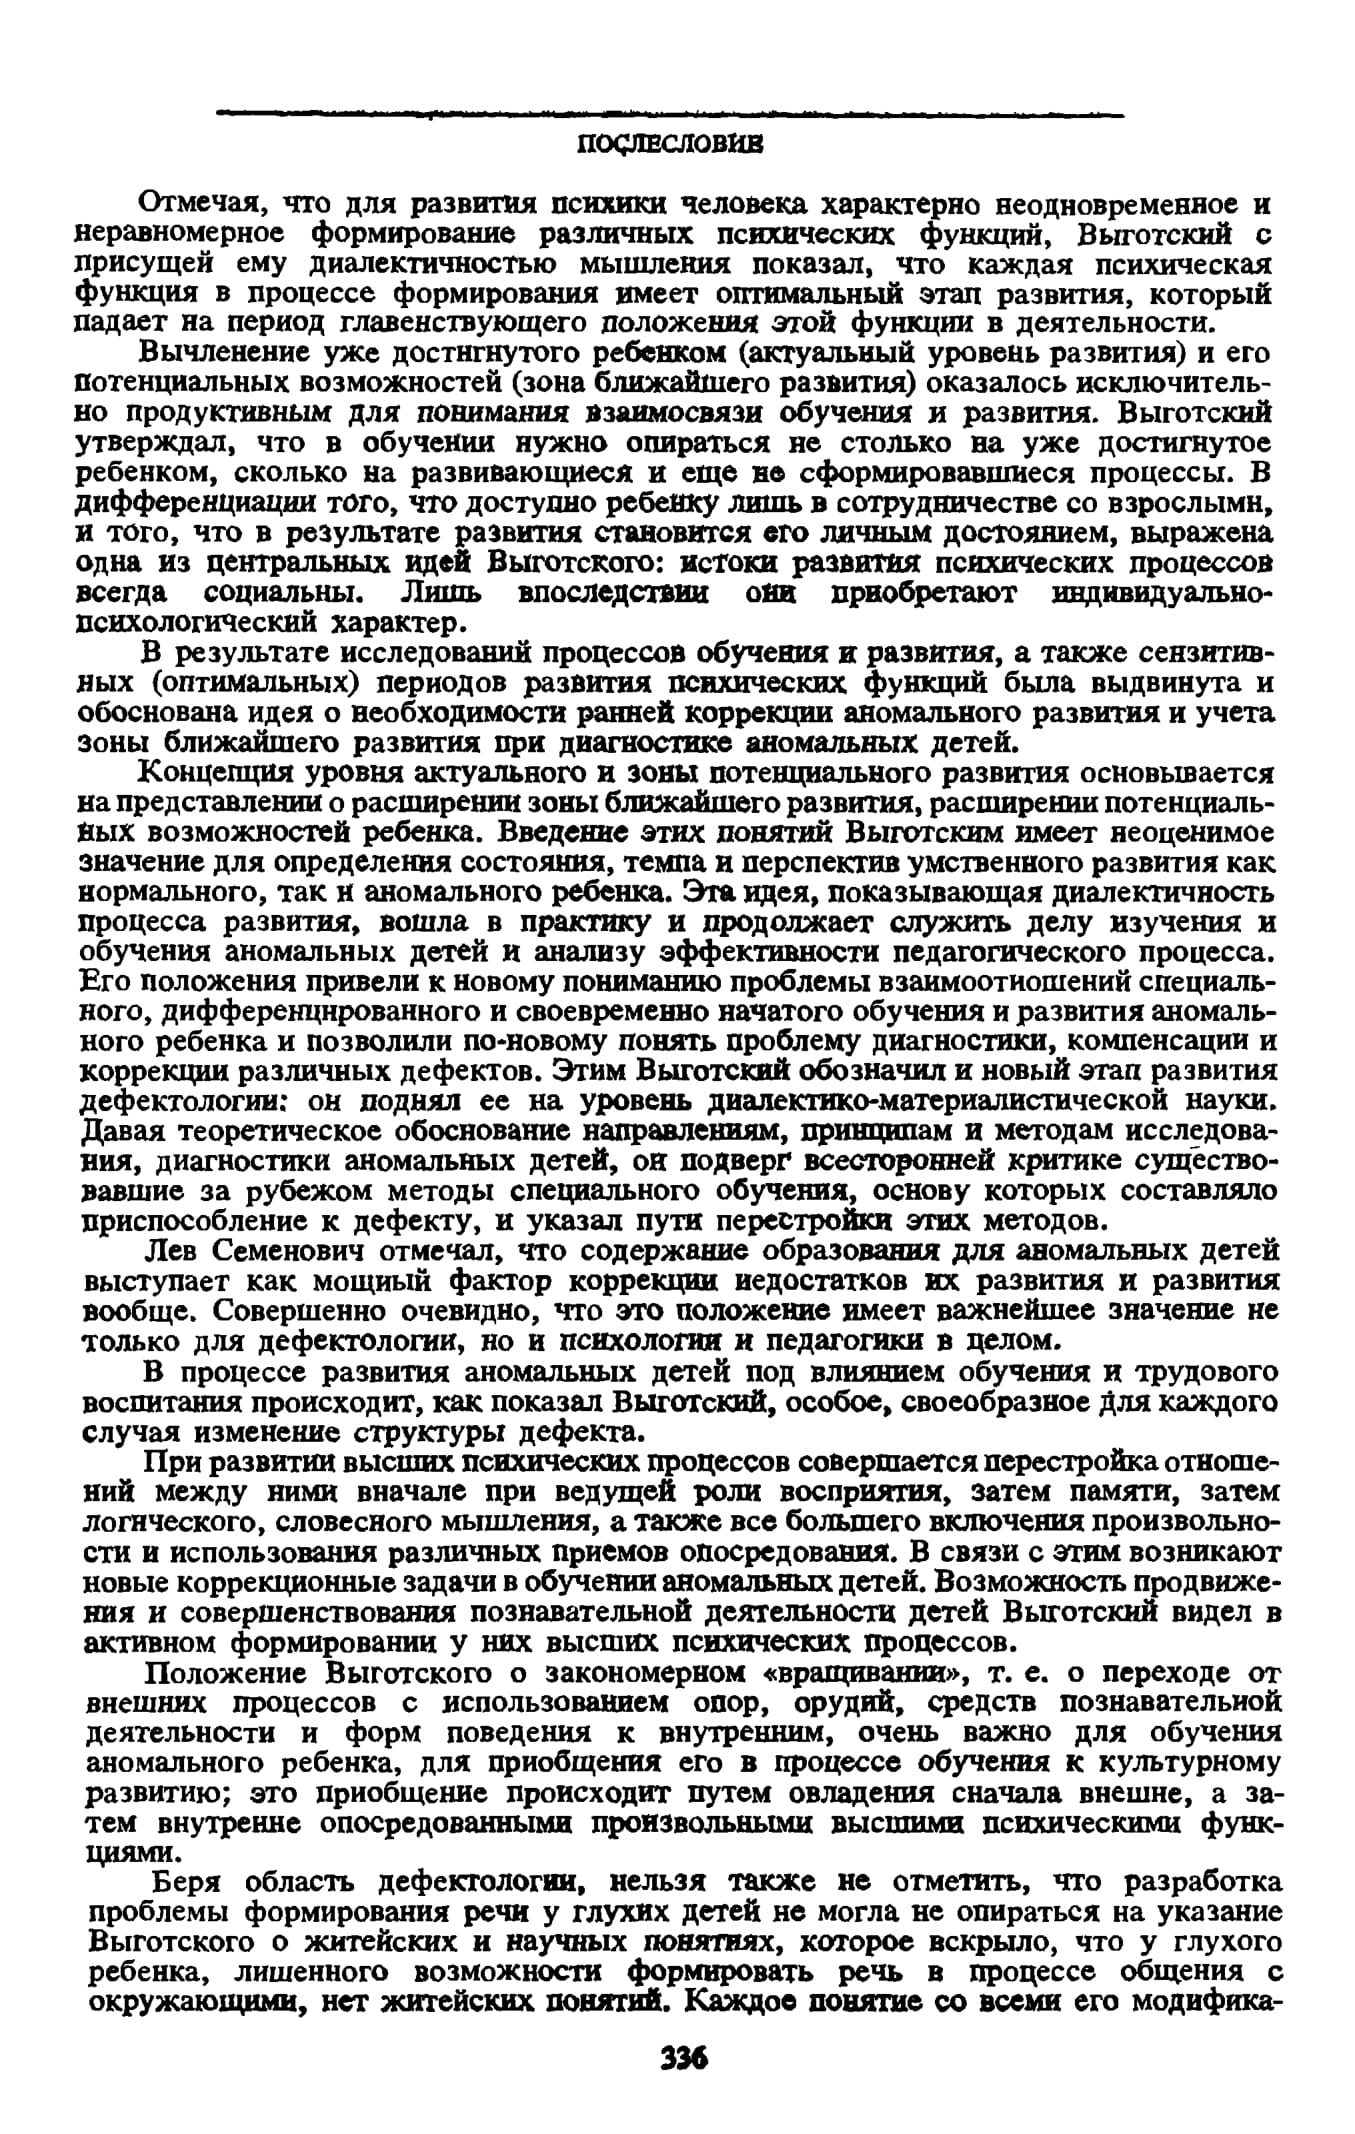 ПОСЛЕСЛОВИЕ
Отмечая, что для развития психики человека характерно неодновременное и
неравномерное формирование различных психических функций, Выготский с
присущей ему диалектичностью мышления показал, что каждая психическая
функция в процессе формирования имеет оптимальный этап развития, который
падает на период главенствующего положения этой функции в деятельности.
Вычленение уже достигнутого ребенком (актуальный уровень развития) и его
потенциальных возможностей (зона ближайшего развития) оказалось исключитель-
но продуктивным для понимания взаимосвязи обучения и развития. Выготский
утверждал, что в обучении нужно опираться не столько на уже достигнутое
ребенком, сколько на развивающиеся и еще не сформировавшиеся процессы. В
дифференциации того, что доступно ребенку лишь в сотрудничестве со взрослыми,
и того, что в результате развития становится его личным достоянием, выражена
одна из центральных идей Выготского: истоки развития психических процессов
всегда социальны. Лишь впоследствии они приобретают индивидуально-
психологический характер.
В результате исследований процессов обучения и развития, а также сензитив-
ных (оптимальных) периодов развития психических функций была выдвинута и
обоснована идея о необходимости ранней коррекции аномального развития и учета
зоны ближайшего развития при диагностике аномальных детей.
Концепция уровня актуального и зоны потенциального развития основывается
на представлении о расширении зоны ближайшего развития, расширении потенциаль-
ных возможностей ребенка. Введение этих понятий Выготским имеет неоценимое
значение для определения состояния, темпа и перспектив умственного развития как
нормального, так и аномального ребенка. Эта идея, показывающая диалектичность
процесса развития, вошла в практику и продолжает служить делу изучения и
обучения аномальных детей и анализу эффективности педагогического процесса.
Его положения привели к новому пониманию проблемы взаимоотношений специаль-
ного, дифференцированного и своевременно начатого обучения и развития аномаль-
ного ребенка и позволили по-новому понять проблему диагностики, компенсации и
коррекции различных дефектов. Этим Выготский обозначил и новый этап развития
дефектологии: он поднял ее на уровень диалектико-материалистической науки.
Давая теоретическое обоснование направлениям, принципам и методам исследова-
ния, диагностики аномальных детей, он подверг всесторонней критике существо-
вавшие за рубежом методы специального обучения, основу которых составляло
приспособление к дефекту, и указал пути перестройки этих методов.
Лев Семенович отмечал, что содержание образования для аномальных детей
выступает как мощный фактор коррекции недостатков их развития и развития
вообще. Совершенно очевидно, что это положение имеет важнейшее значение не
только для дефектологии, но и психологии и педагогики в целом.
В процессе развития аномальных детей под влиянием обучения и трудового
воспитания происходит, как показал Выготский, особое, своеобразное для каждого
случая изменение структуры дефекта.
При развитии высших психических процессов совершается перестройка отноше-
ний между ними вначале при ведущей роли восприятия, затем памяти, затем
логического, словесного мышления, а также все большего включения произвольно-
сти и использования различных приемов опосредования. В связи с этим возникают
новые коррекционные задачи в обучении аномальных детей. Возможность продвиже-
ния и совершенствования познавательной деятельности детей Выготский видел в
активном формировании у них высших психических процессов.
Положение Выготского о закономерном «вращивании», т. е. о переходе от
внешних процессов с использованием опор, орудий, средств познавательной
деятельности и форм поведения к внутренним, очень важно для обучения
аномального ребенка, для приобщения его в процессе обучения к культурному
развитию; это приобщение происходит путем овладения сначала внешне, а за-
тем внутренне опосредованными произвольными высшими психическими функ-
циями.
Беря область дефектологии, нельзя также не отметить, что разработка
проблемы формирования речи у глухих детей не могла не опираться на указание
Выготского о житейских и научных понятиях, которое вскрыло, что у глухого
ребенка, лишенного возможности формировать речь в процессе общения с
окружающими, нет житейских понятий. Каждое понятие со всеми его модифика-
336